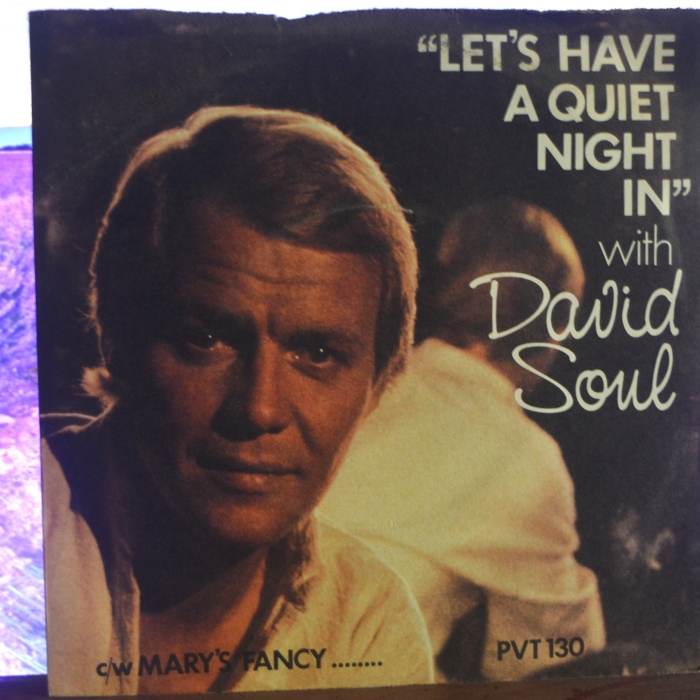 “LET’S HAVE
A QUIET
NIGHT
IN”
with
David
Soul
c/w MARY’S FANCY ........
PVT 130